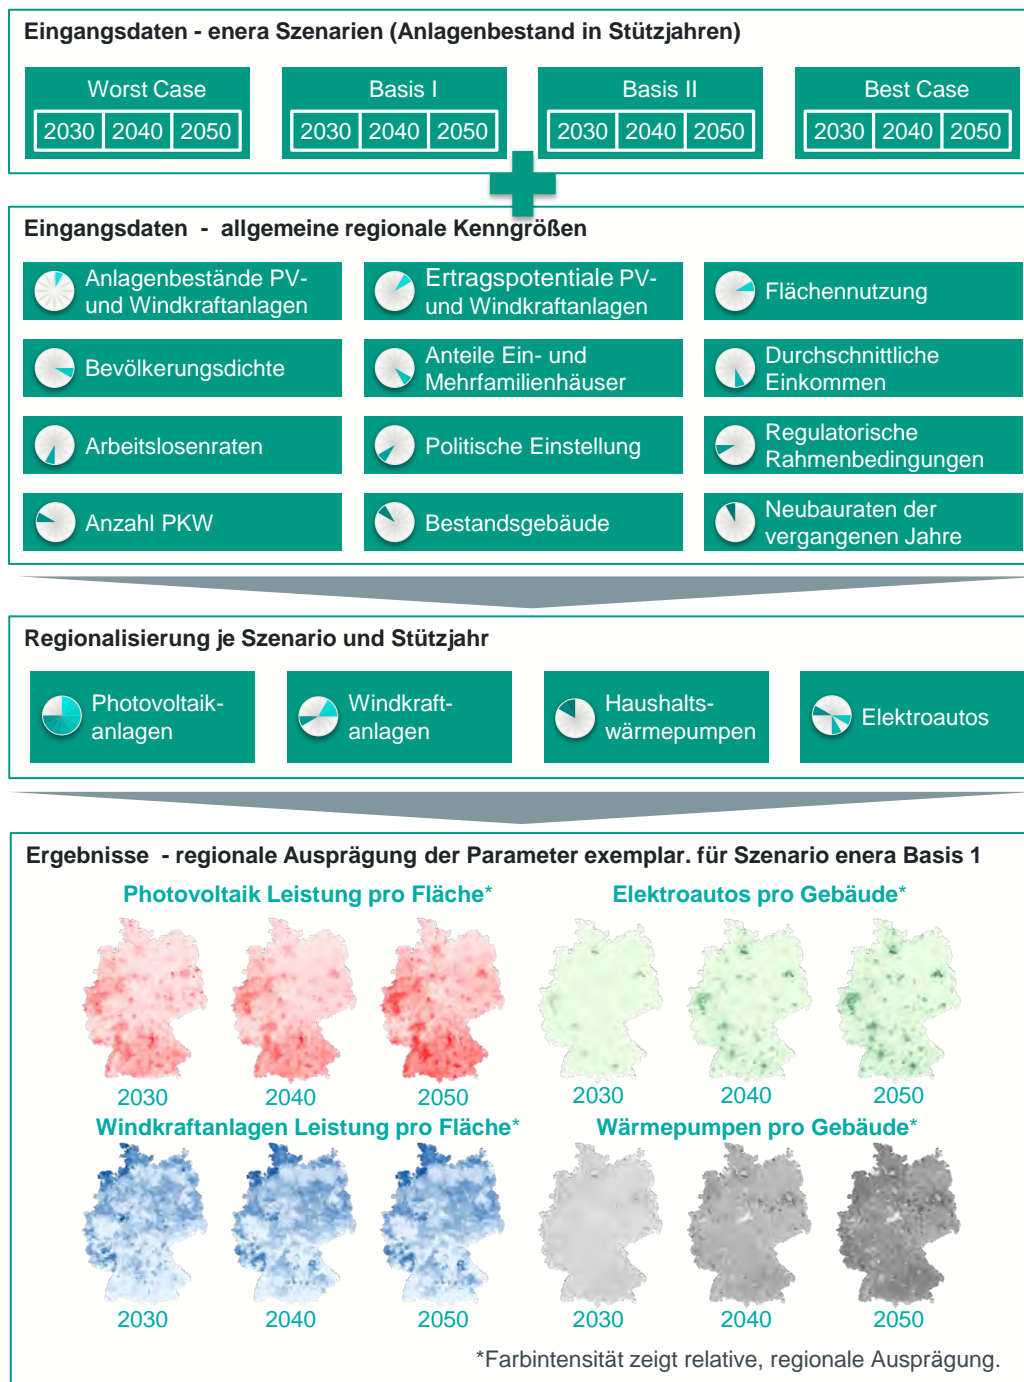 Eingangsdaten - enera Szenarien (Anlagenbestand in Stützjahren)
Worst Case
2030 2040 2050
Basis I
2030 2040 2050
Basis II
2030 2040 2050
Best Case
2030 2040 2050
Eingangsdaten - allgemeine regionale Kenngrößen
Anlagenbestände PV-
und Windkraftanlagen
Ertragspotentiale PV-
und Windkraftanlagen
Flächennutzung
Bevölkerungsdichte
Anteile Ein- und
Mehrfamilienhäuser
Durchschnittliche
Einkommen
Arbeitslosenraten
Politische Einstellung
Regulatorische
Rahmenbedingungen
Anzahl PKW
Bestandsgebäude
Neubauraten der
vergangenen Jahre
Regionalisierung je Szenario und Stützjahr
Photovoltaik-
anlagen
Windkraft-
anlagen
Haushalts-
wärmepumpen
Elektroautos
Ergebnisse - regionale Ausprägung der Parameter exemplar. für Szenario enera Basis 1
Photovoltaik Leistung pro Fläche*
2030 2040 2050
Elektroautos pro Gebäude*
2030 2040 2050
Windkraftanlagen Leistung pro Fläche*
2030 2040 2050
Wärmepumpen pro Gebäude*
2030 2040 2050
*Farbintensität zeigt relative, regionale Ausprägung.